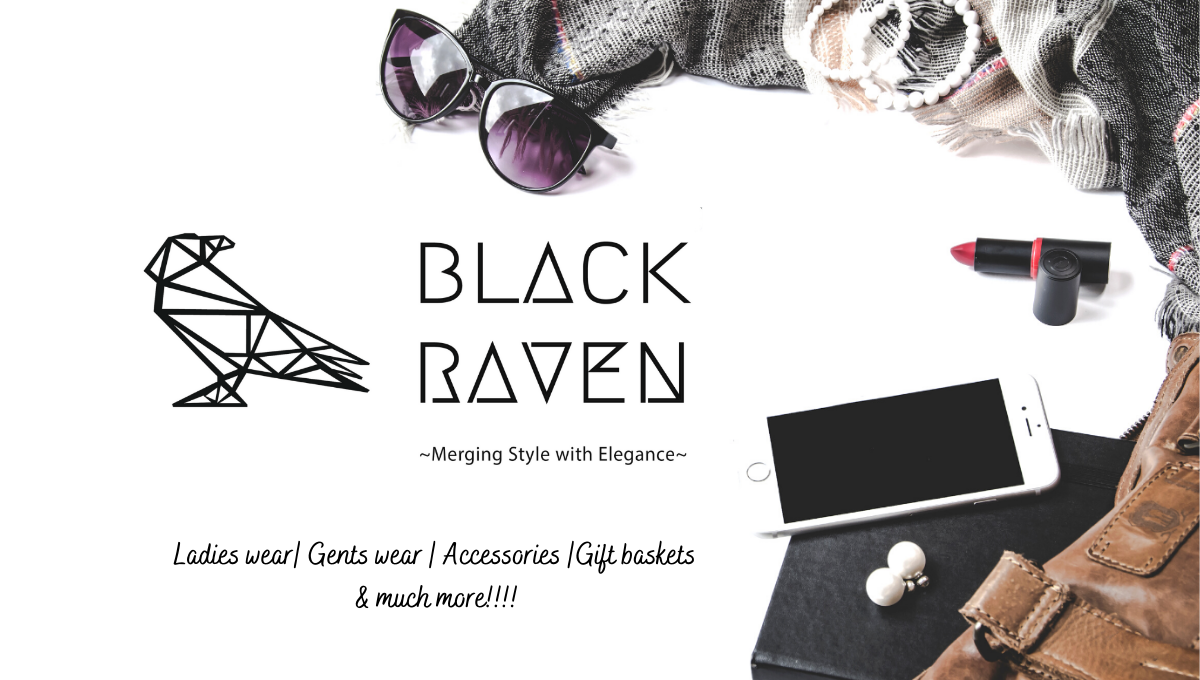 BLACK
RAVEN
~Merging Style with Elegance~
Ladies wear| Gents wear | Accessories |Gift baskets
& much more!!!!